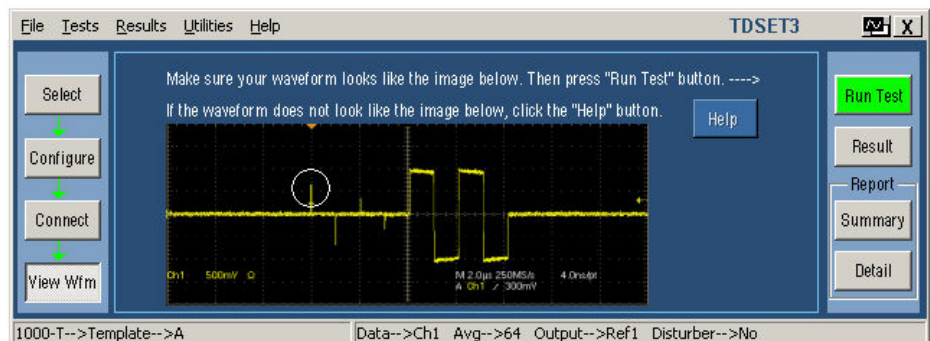 File Tests Results Utilities Help TDSET3
Make sure your waveform looks like the image below. Then press "Run Test" button. ---->
If the waveform does not look like the image below, click the "Help" button.
Help
Select
Configure
Connect
View Wfm
Ch1 500mV Ω
M 2.0µs 250MS/s 4.0ns/pt
A Ch1 / 300mV
Run Test
Result
Report
Summary
Detail
1000-T-->Template-->A
Data-->Ch1 Avg-->64 Output-->Ref1 Disturber-->No